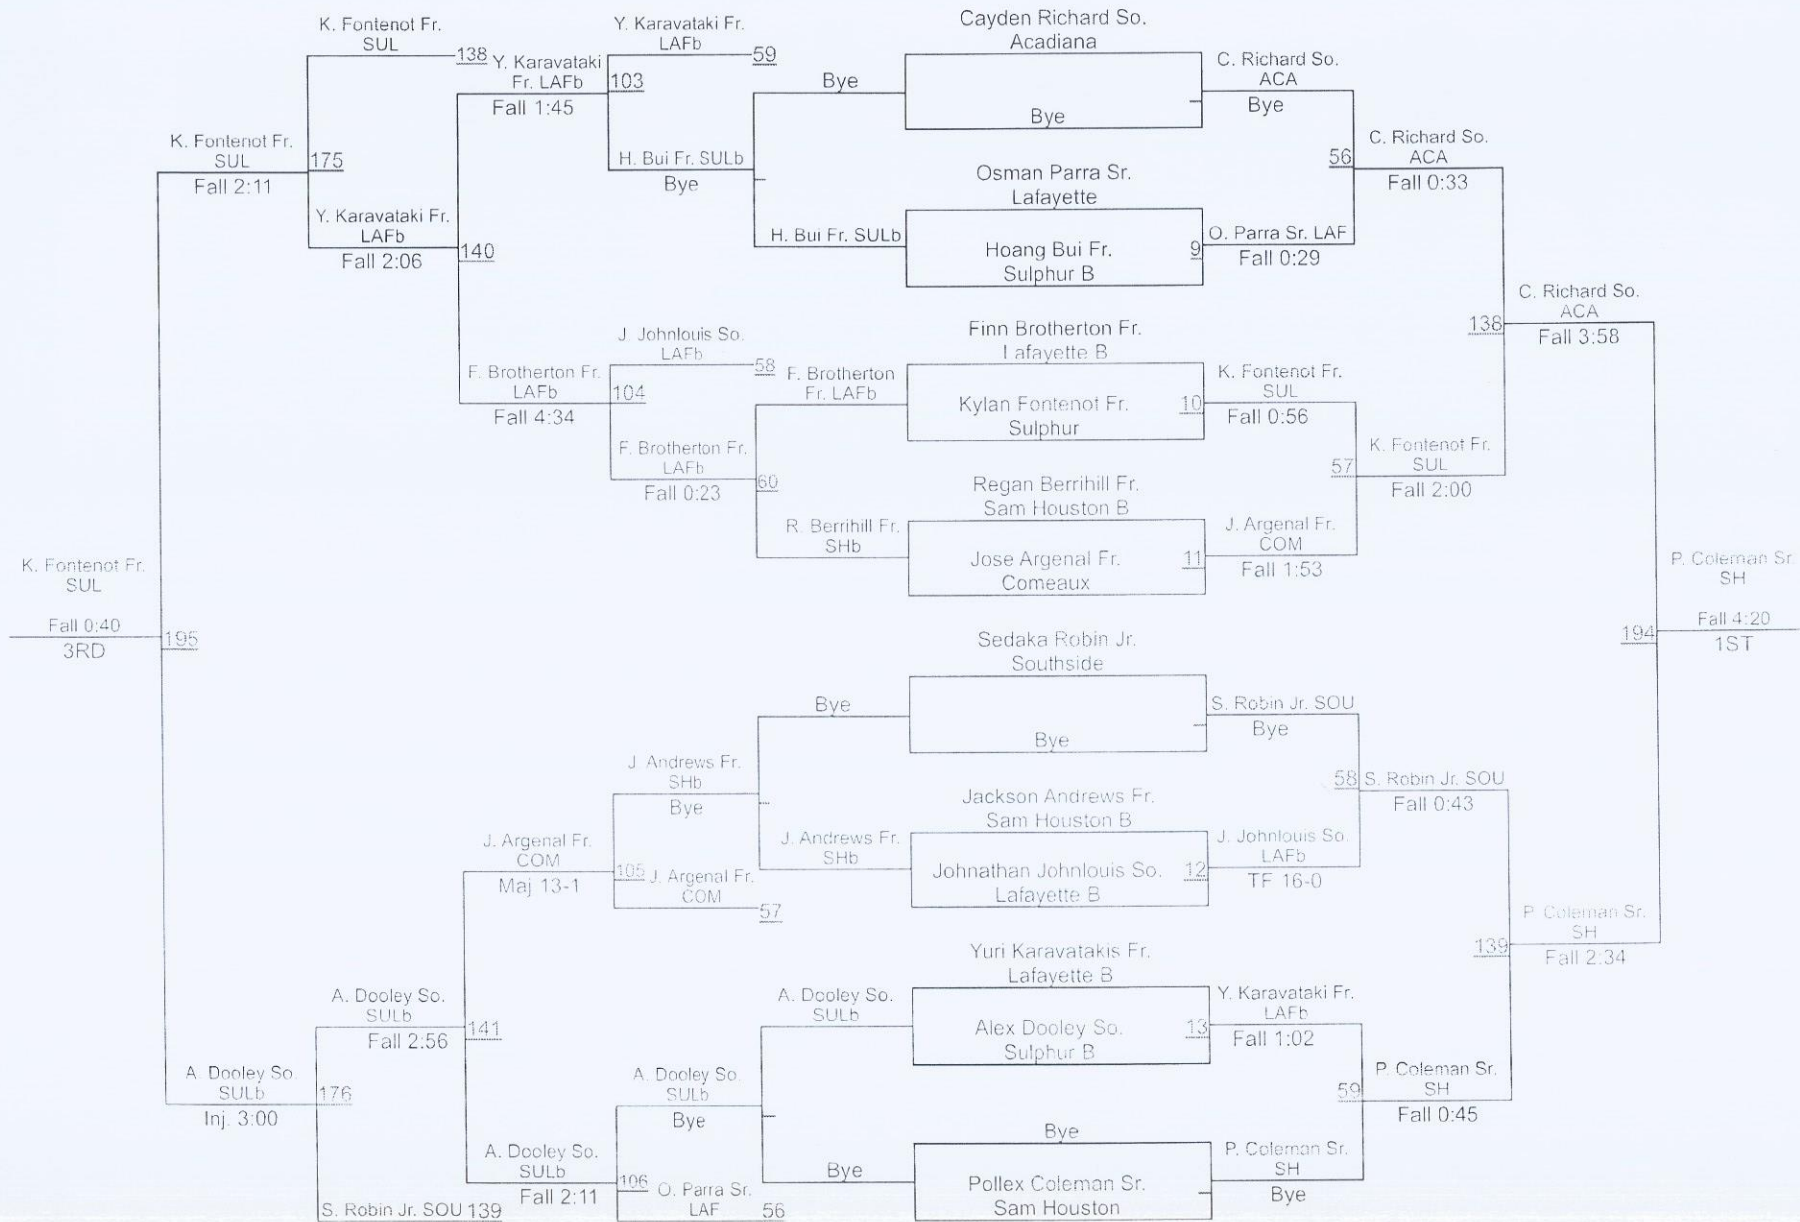 K. Fontenot Fr.
SUL
138
K. Fontenot Fr.
SUL
Fall 2:11
175
Y. Karavataki Fr.
LAFb
Fall 2:06
140
Y. Karavataki
Fr. LAFb
Fall 1:45
103
Y. Karavataki Fr.
LAFb
59
H. Bui Fr. SULb
Bye
Bye
H. Bui Fr. SULb
F. Brotherton Fr.
LAFb
Fall 4:34
104
J. Johnlouis So.
LAFb
58
F. Brotherton Fr.
LAFb
Fall 0:23
60
F. Brotherton
Fr. LAFb
R. Berrihill Fr.
SHb
K. Fontenot Fr.
SUL
Fall 0:40
3RD
195
A. Dooley So.
SULb
Inj. 3:00
176
A. Dooley So.
SULb
Fall 2:56
141
S. Robin Jr. SOU 139
J. Argenal Fr.
COM
Maj 13-1
105
J. Andrews Fr.
SHb
Bye
J. Argenal Fr.
COM
57
Bye
J. Andrews Fr.
SHb
A. Dooley So.
SULb
Fall 2:11
106
A. Dooley So.
SULb
Bye
O. Parra Sr.
LAF
56
A. Dooley So.
SULb
Bye
Cayden Richard So.
Acadiana
Bye
Osman Parra Sr.
Lafayette
Hoang Bui Fr.
Sulphur B
9
Finn Brotherton Fr.
Lafayette B
Kylan Fontenot Fr.
Sulphur
10
Regan Berrihill Fr.
Sam Houston B
Jose Argenal Fr.
Comeaux
11
Sedaka Robin Jr.
Southside
Bye
Jackson Andrews Fr.
Sam Houston B
Johnathan Johnlouis So.
Lafayette B
12
Yuri Karavatakis Fr.
Lafayette B
Alex Dooley So.
Sulphur B
13
Bye
Pollex Coleman Sr.
Sam Houston
C. Richard So.
ACA
Bye
O. Parra Sr. LAF
Fall 0:29
56
C. Richard So.
ACA
Fall 0:33
K. Fontenot Fr.
SUL
Fall 0:56
J. Argenal Fr.
COM
Fall 1:53
57
K. Fontenot Fr.
SUL
Fall 2:00
138
C. Richard So.
ACA
Fall 3:58
S. Robin Jr. SOU
Bye
J. Johnlouis So.
LAFb
TF 16-0
58
S. Robin Jr. SOU
Fall 0:43
Y. Karavataki Fr.
LAFb
Fall 1:02
P. Coleman Sr.
SH
Bye
59
P. Coleman Sr.
SH
Fall 0:45
139
P. Coleman Sr.
SH
Fall 2:34
194
P. Coleman Sr.
SH
Fall 4:20
1ST